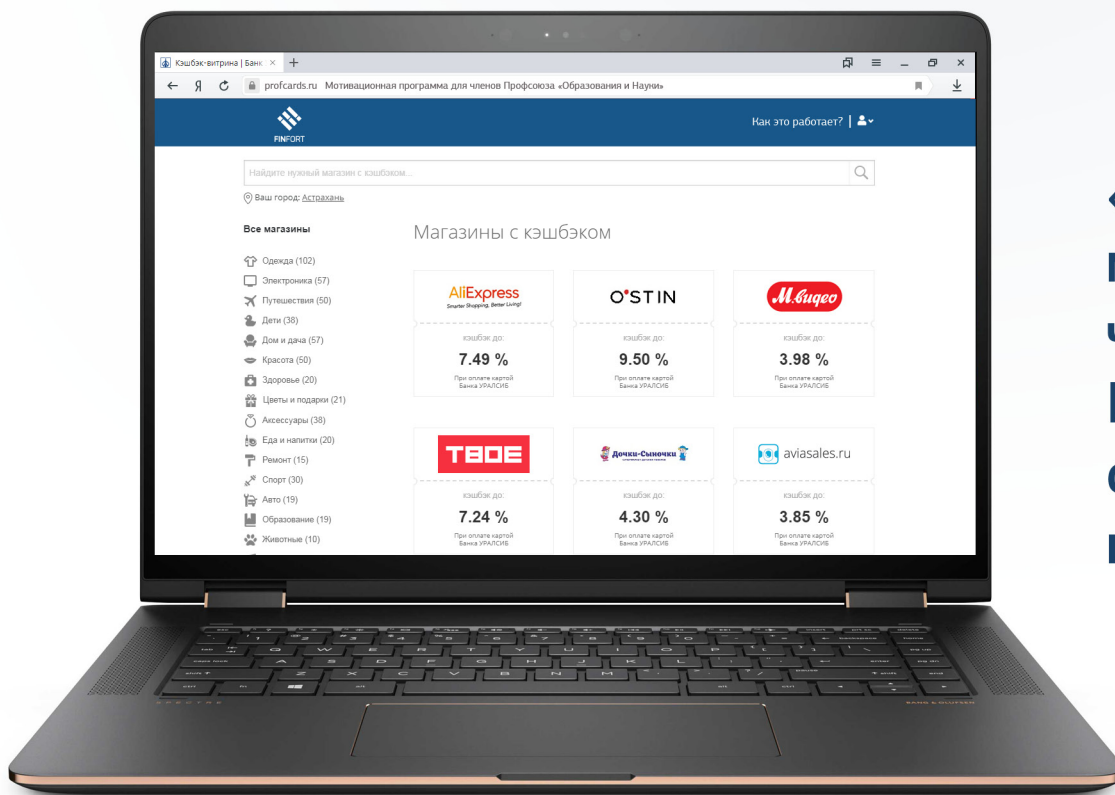 Кэшбэк-витрина | Банк
profcards.ru Мотивационная программа для членов Профсоюза «Образования и Науки»
FINFORT
Как это работает?
Найдите нужный магазин с кэшбэком...
Ваш город: Астрахань
Все магазины
Одежда (102)
Электроника (57)
Путешествия (50)
Дети (38)
Дом и дача (57)
Красота (50)
Здоровье (20)
Цветы и подарки (21)
Аксессуары (38)
Еда и напитки (20)
Ремонт (15)
Спорт (30)
Авто (19)
Образование (19)
Животные (10)
Магазины с кэшбэком
AliExpress
Smarter Shopping, Better Living!
кэшбэк до:
7.49 %
При оплате картой
Банка УРАЛСИБ
O'STIN
кэшбэк до:
9.50 %
При оплате картой
Банка УРАЛСИБ
М.видео
кэшбэк до:
3.98 %
При оплате картой
Банка УРАЛСИБ
ТВОЕ
кэшбэк до:
7.24 %
При оплате картой
Банка УРАЛСИБ
Дочки-Сыночки
кэшбэк до:
4.30 %
При оплате картой
Банка УРАЛСИБ
aviasales.ru
кэшбэк до:
3.85 %
При оплате картой
Банка УРАЛСИБ
SPECTRE
BANG & OLUFSEN